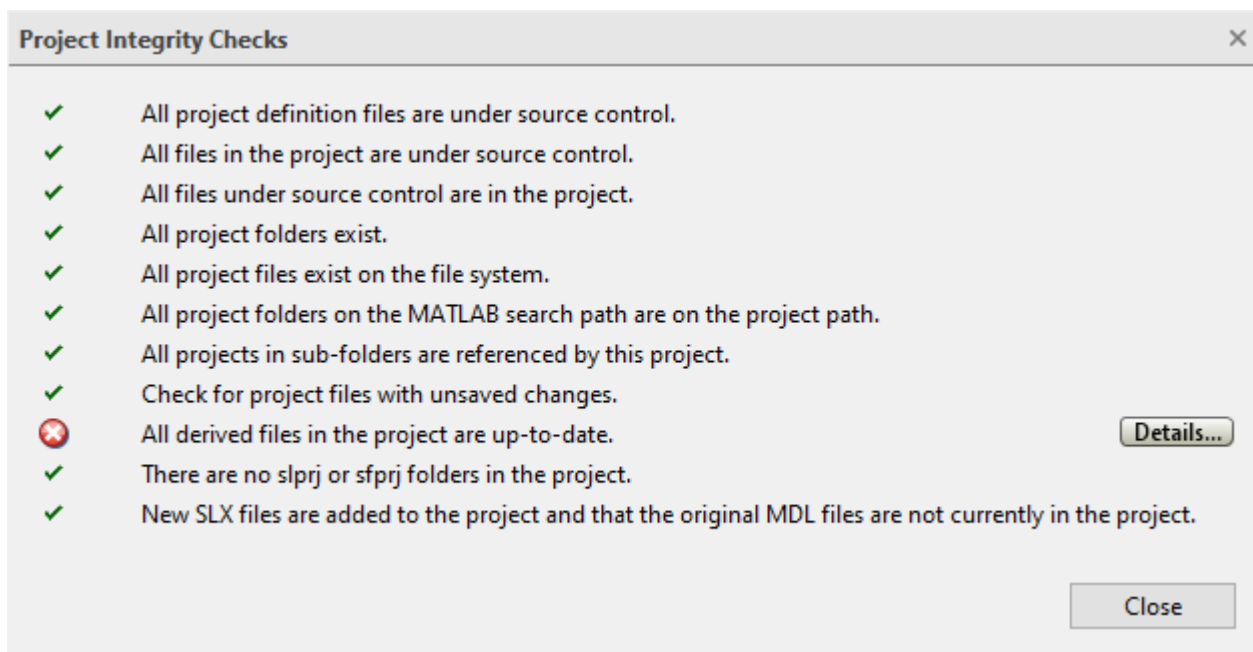 Project Integrity Checks
All project definition files are under source control.
All files in the project are under source control.
All files under source control are in the project.
All project folders exist.
All project files exist on the file system.
All project folders on the MATLAB search path are on the project path.
All projects in sub-folders are referenced by this project.
Check for project files with unsaved changes.
All derived files in the project are up-to-date. Details...
There are no slprj or sfprj folders in the project.
New SLX files are added to the project and that the original MDL files are not currently in the project.
Close